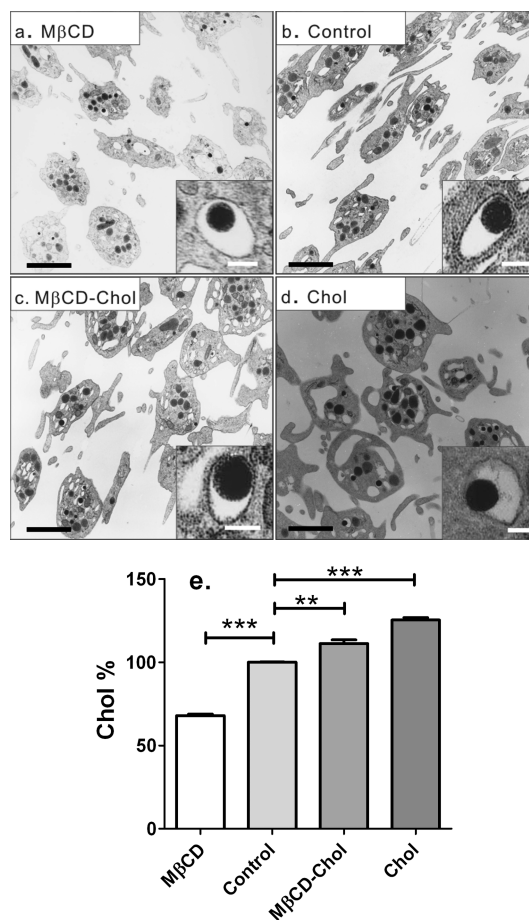 a. MβCD
b. Control
c. MβCD-Chol
d. Chol
e.
***
**
***
Chol %
150
100
50
0
MβCD
Control
MβCD-Chol
Chol